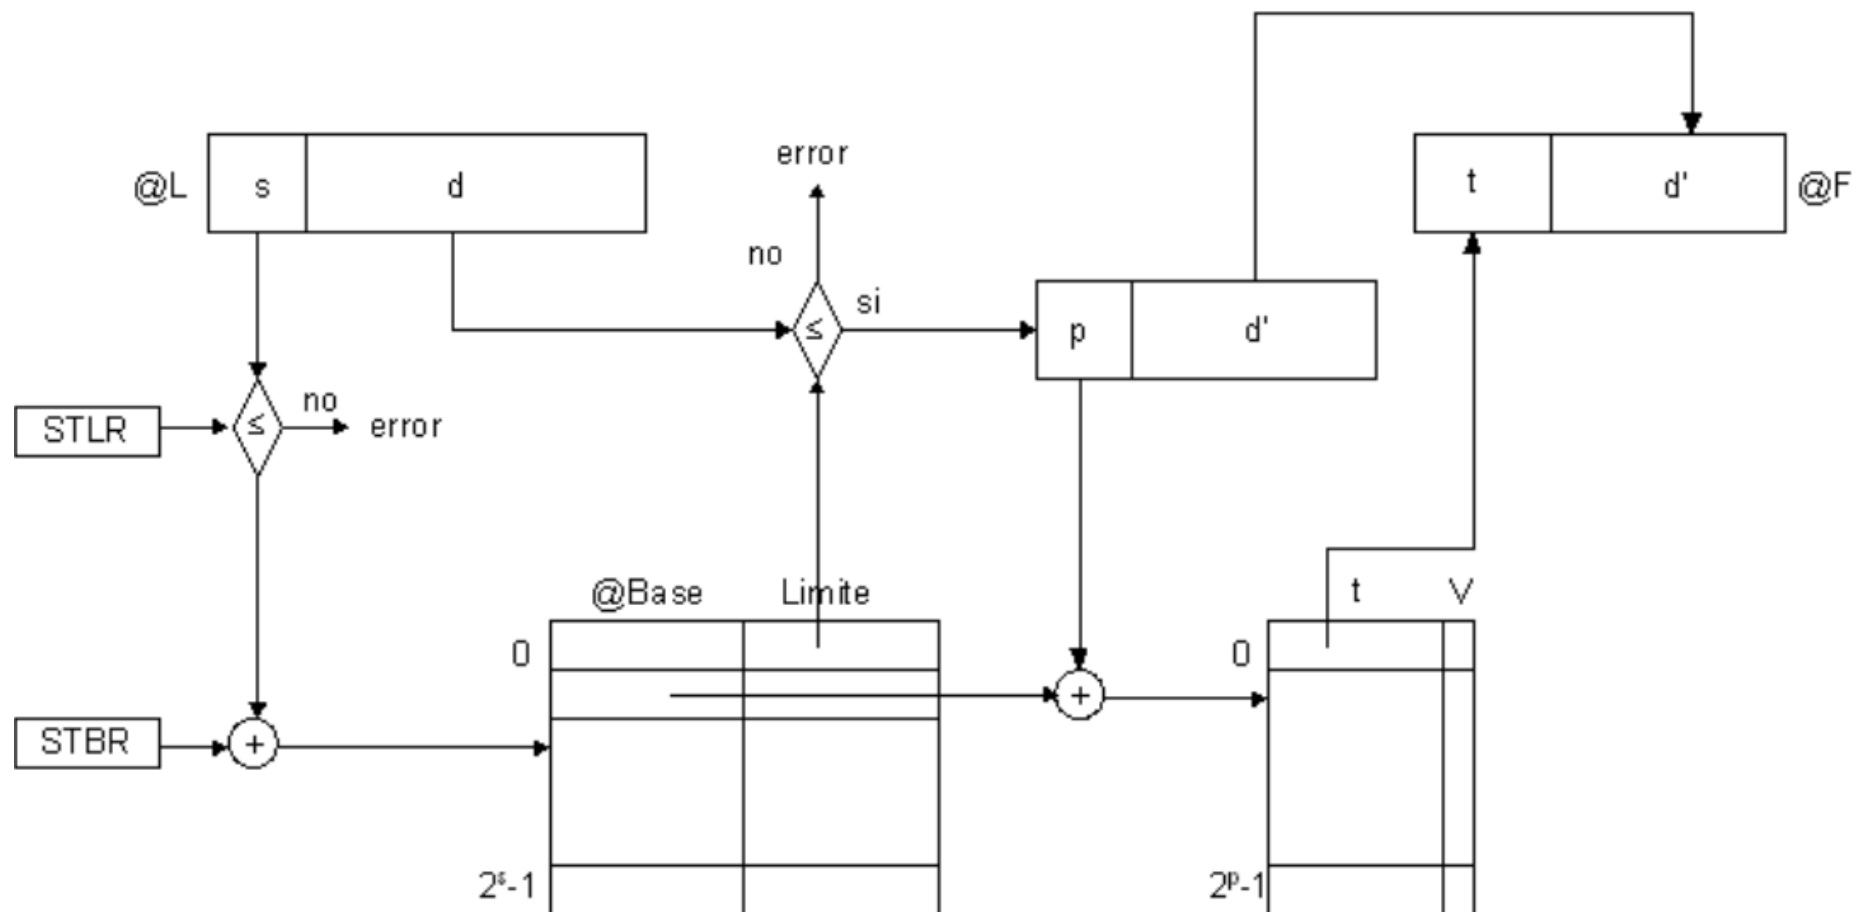 error
@L
s
d
t
d'
@F
no
si
≤
p
d'
STLR
≤
no
error
@Base
Limite
t
V
0
0
+
STBR
+
2ˢ-1
2ᵖ-1